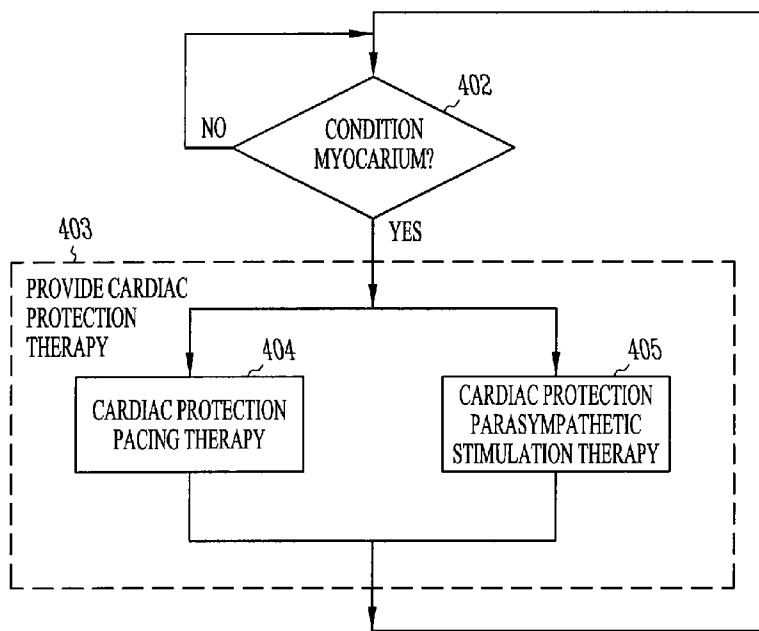 402
CONDITION
MYOCARIUM?
NO
YES
403
PROVIDE CARDIAC
PROTECTION
THERAPY
404
CARDIAC PROTECTION
PACING THERAPY
405
CARDIAC PROTECTION
PARASYMPATHETIC
STIMULATION THERAPY